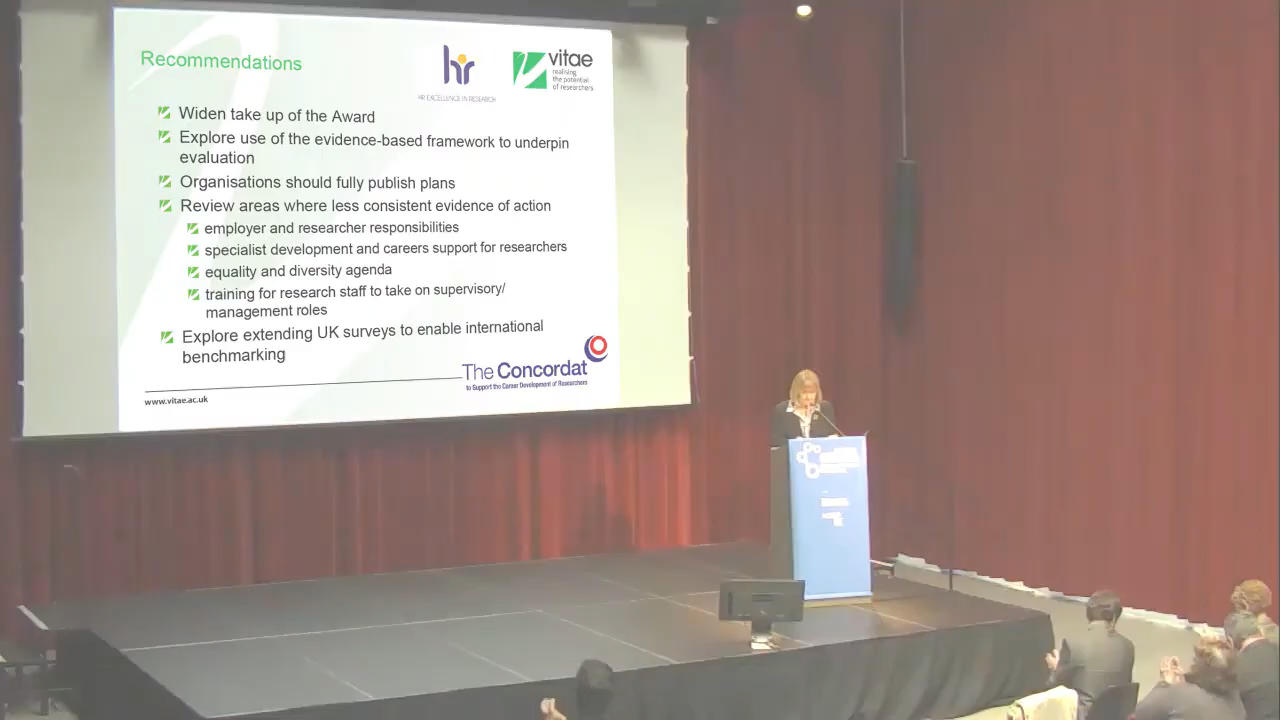 Recommendations
hr
HR EXCELLENCE IN RESEARCH
vitae
realising
the potential
of researchers
Widen take up of the Award
Explore use of the evidence-based framework to underpin
evaluation
Organisations should fully publish plans
Review areas where less consistent evidence of action
employer and researcher responsibilities
specialist development and careers support for researchers
equality and diversity agenda
training for research staff to take on supervisory/
management roles
Explore extending UK surveys to enable international
benchmarking
The Concordat
to Support the Career Development of Researchers
www.vitae.ac.uk